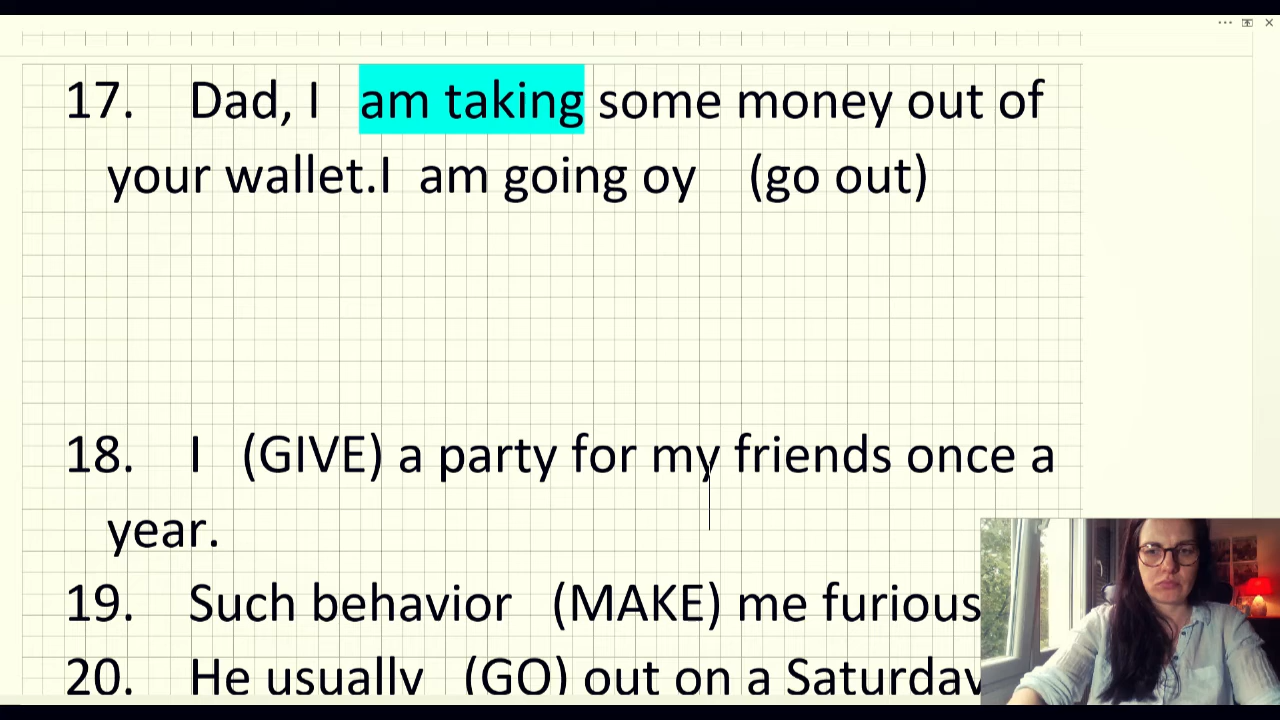 17. Dad, I am taking some money out of
your wallet.I am going oy (go out)
18. I (GIVE) a party for my friends once a
year.
19. Such behavior (MAKE) me furious
20. He usually (GO) out on a Saturday